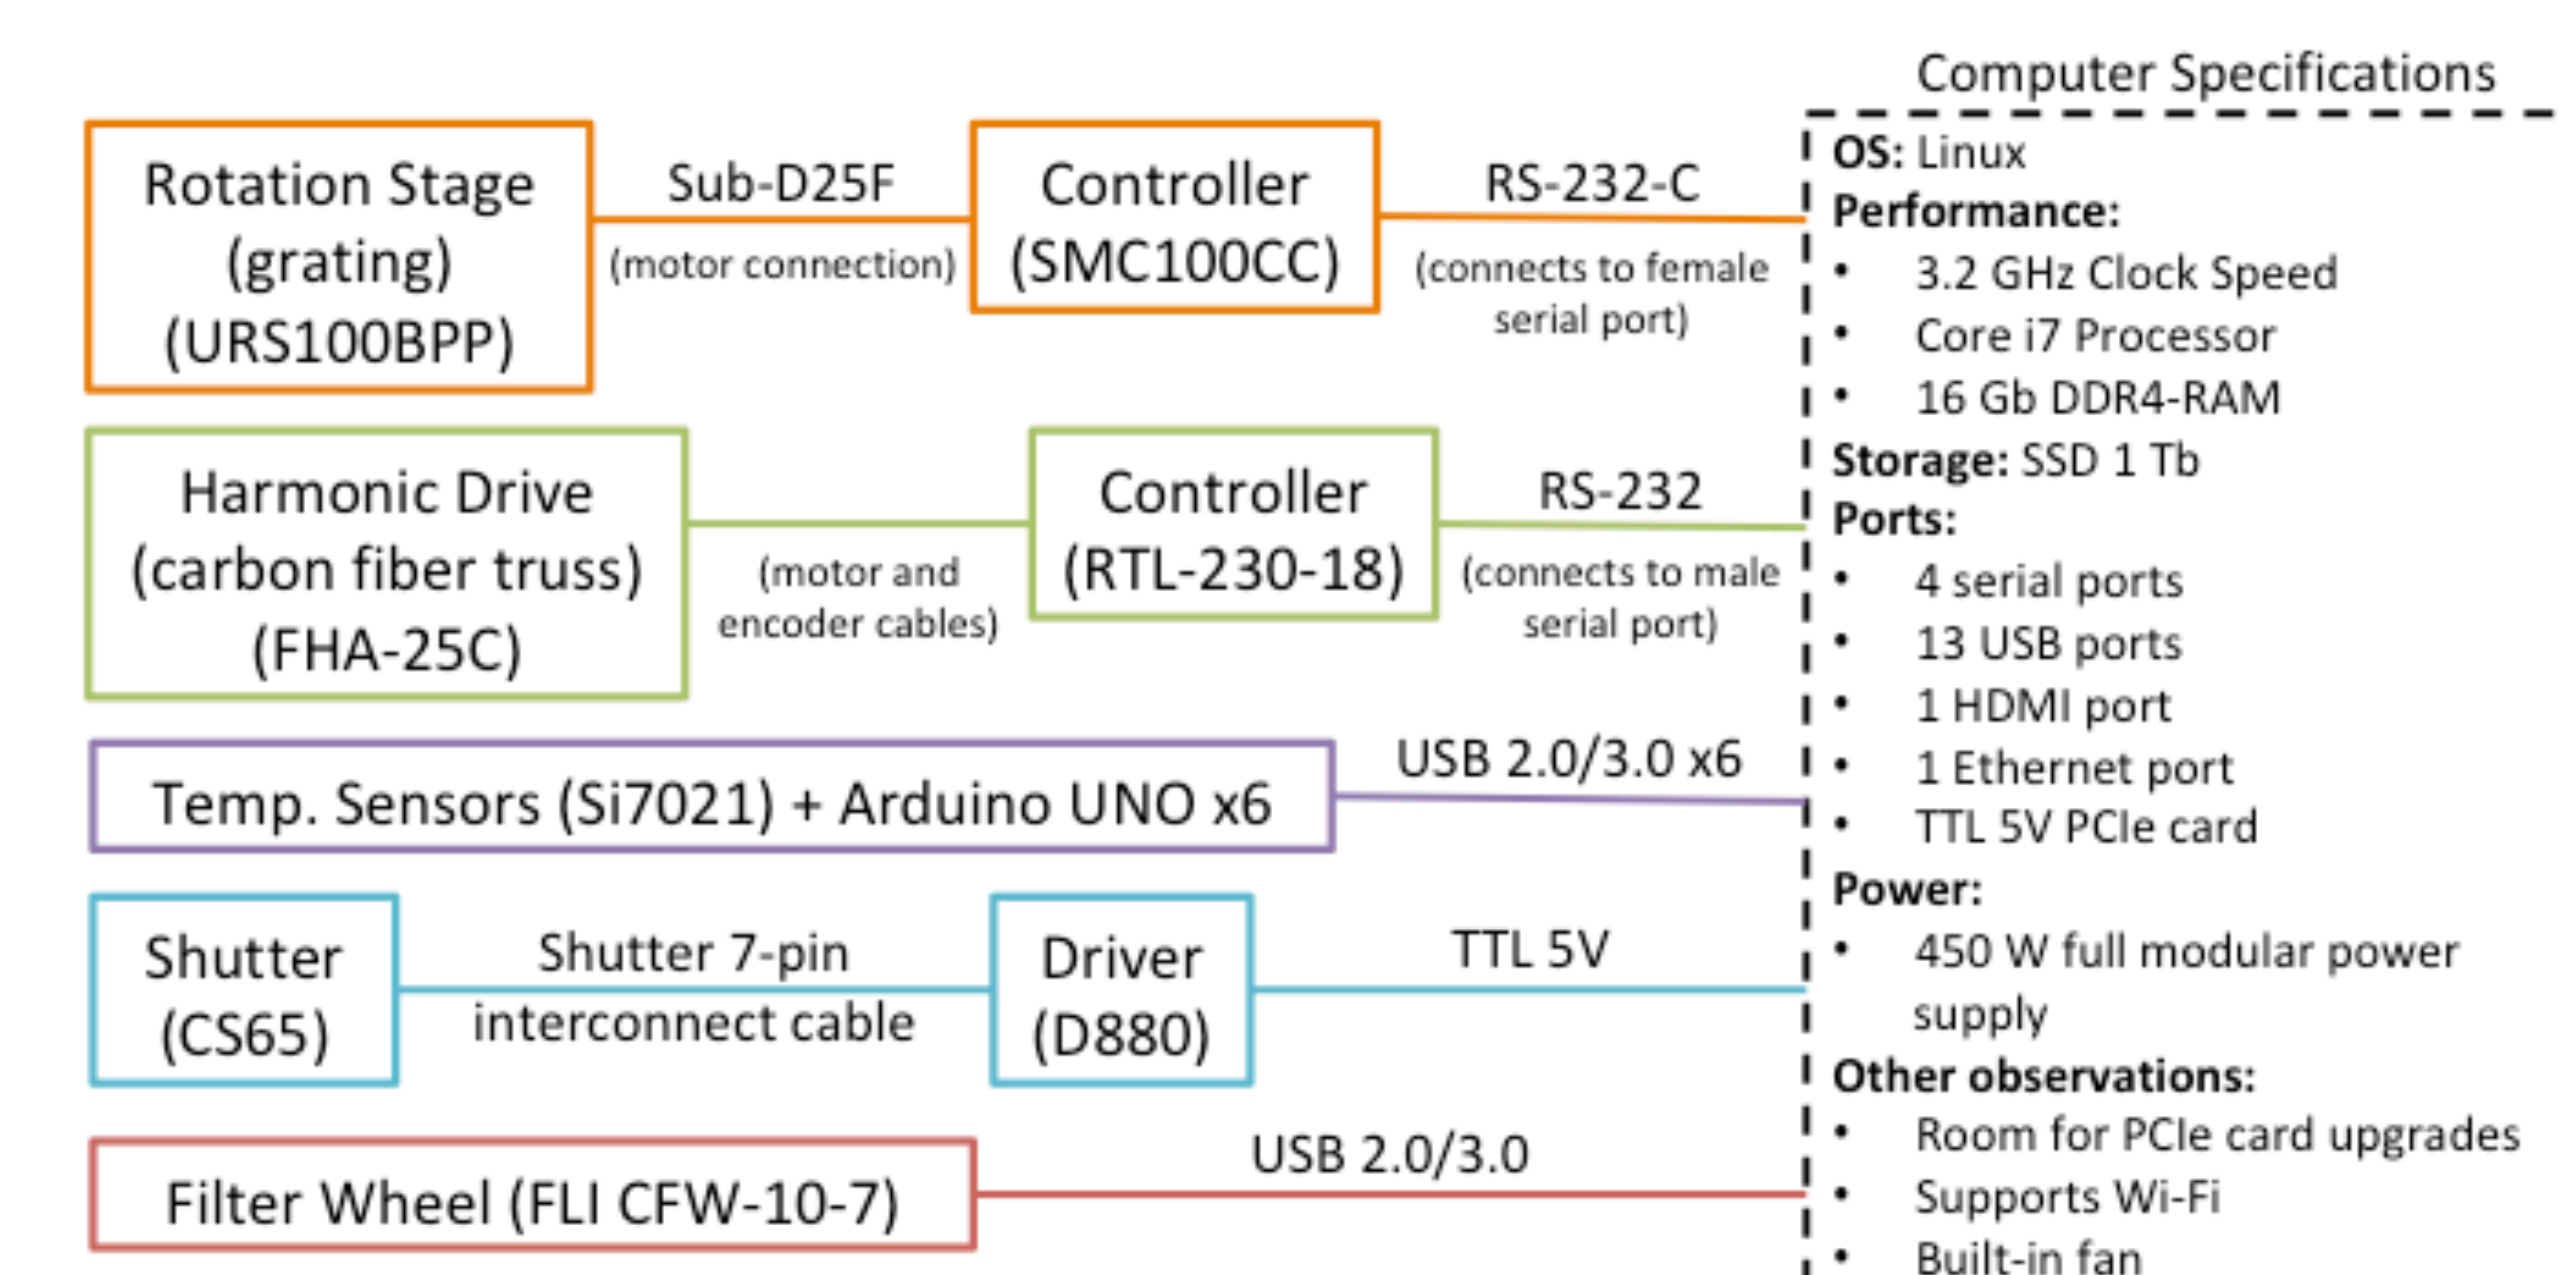 Computer Specifications
Rotation Stage
(grating)
(URS100BPP)
Sub-D25F
(motor connection)
Controller
(SMC100CC)
RS-232-C
(connects to female
serial port)
Harmonic Drive
(carbon fiber truss)
(FHA-25C)
(motor and
encoder cables)
Controller
(RTL-230-18)
RS-232
(connects to male
serial port)
Temp. Sensors (Si7021) + Arduino UNO x6
USB 2.0/3.0 x6
Shutter
(CS65)
Shutter 7-pin
interconnect cable
Driver
(D880)
TTL 5V
Filter Wheel (FLI CFW-10-7)
USB 2.0/3.0
OS: Linux
Performance:
• 3.2 GHz Clock Speed
• Core i7 Processor
• 16 Gb DDR4-RAM
Storage: SSD 1 Tb
Ports:
• 4 serial ports
• 13 USB ports
• 1 HDMI port
• 1 Ethernet port
• TTL 5V PCIe card
Power:
• 450 W full modular power
supply
Other observations:
• Room for PCIe card upgrades
• Supports Wi-Fi
• Built-in fan